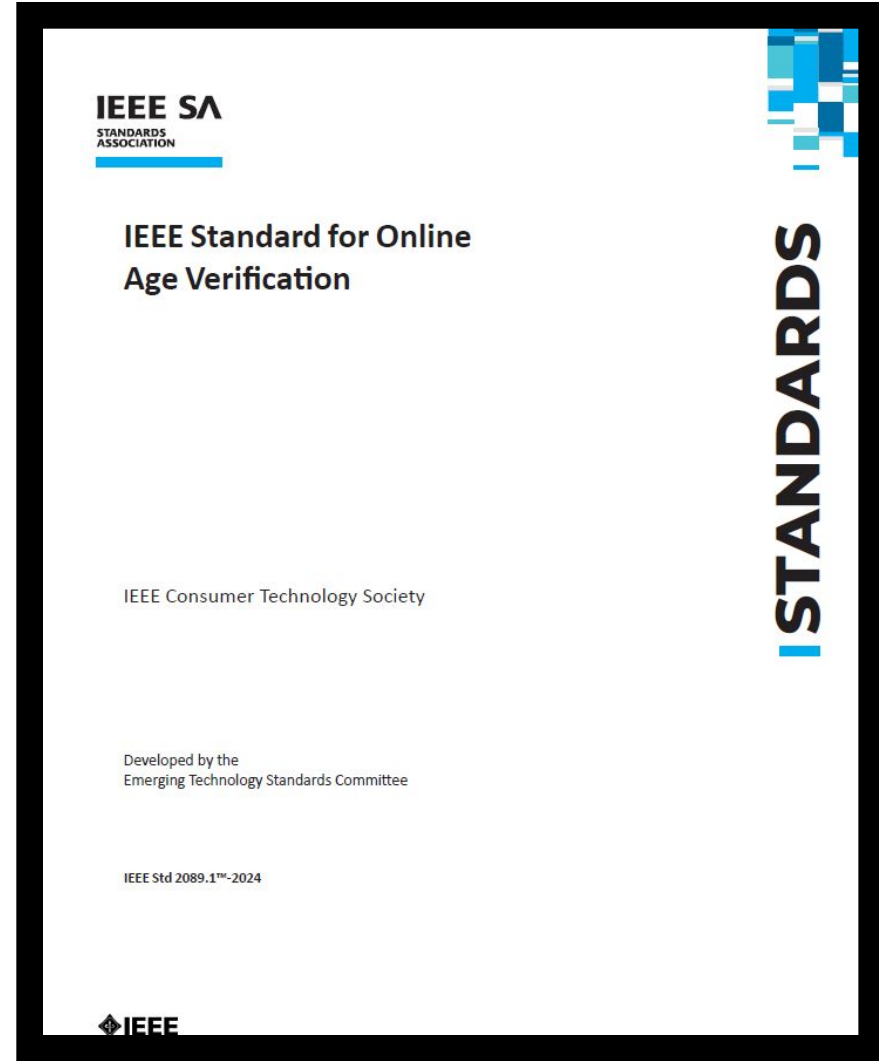 IEEE SA
STANDARDS
ASSOCIATION
IEEE Standard for Online
Age Verification
STANDARDS
IEEE Consumer Technology Society
Developed by the
Emerging Technology Standards Committee
IEEE Std 2089.1™-2024
IEEE